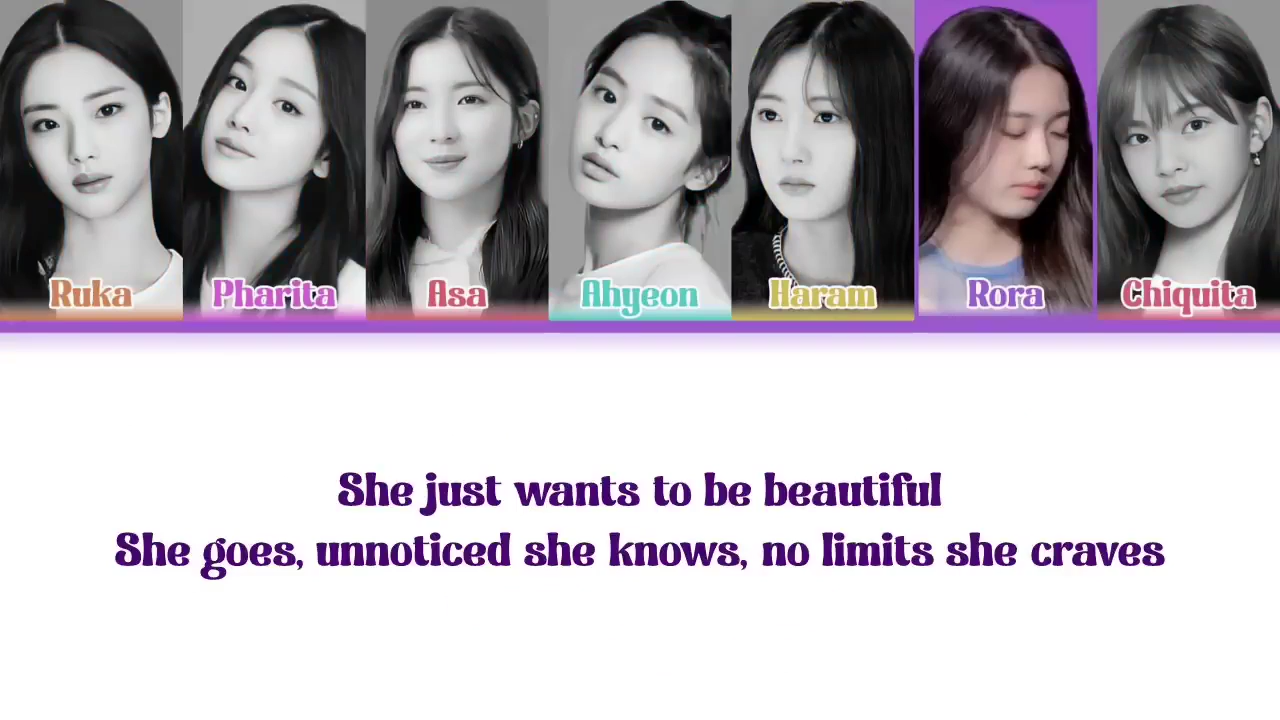 Ruka Pharita Asa Ahyeon Haram Rora Chiquita
She just wants to be beautiful
She goes, unnoticed she knows, no limits she craves